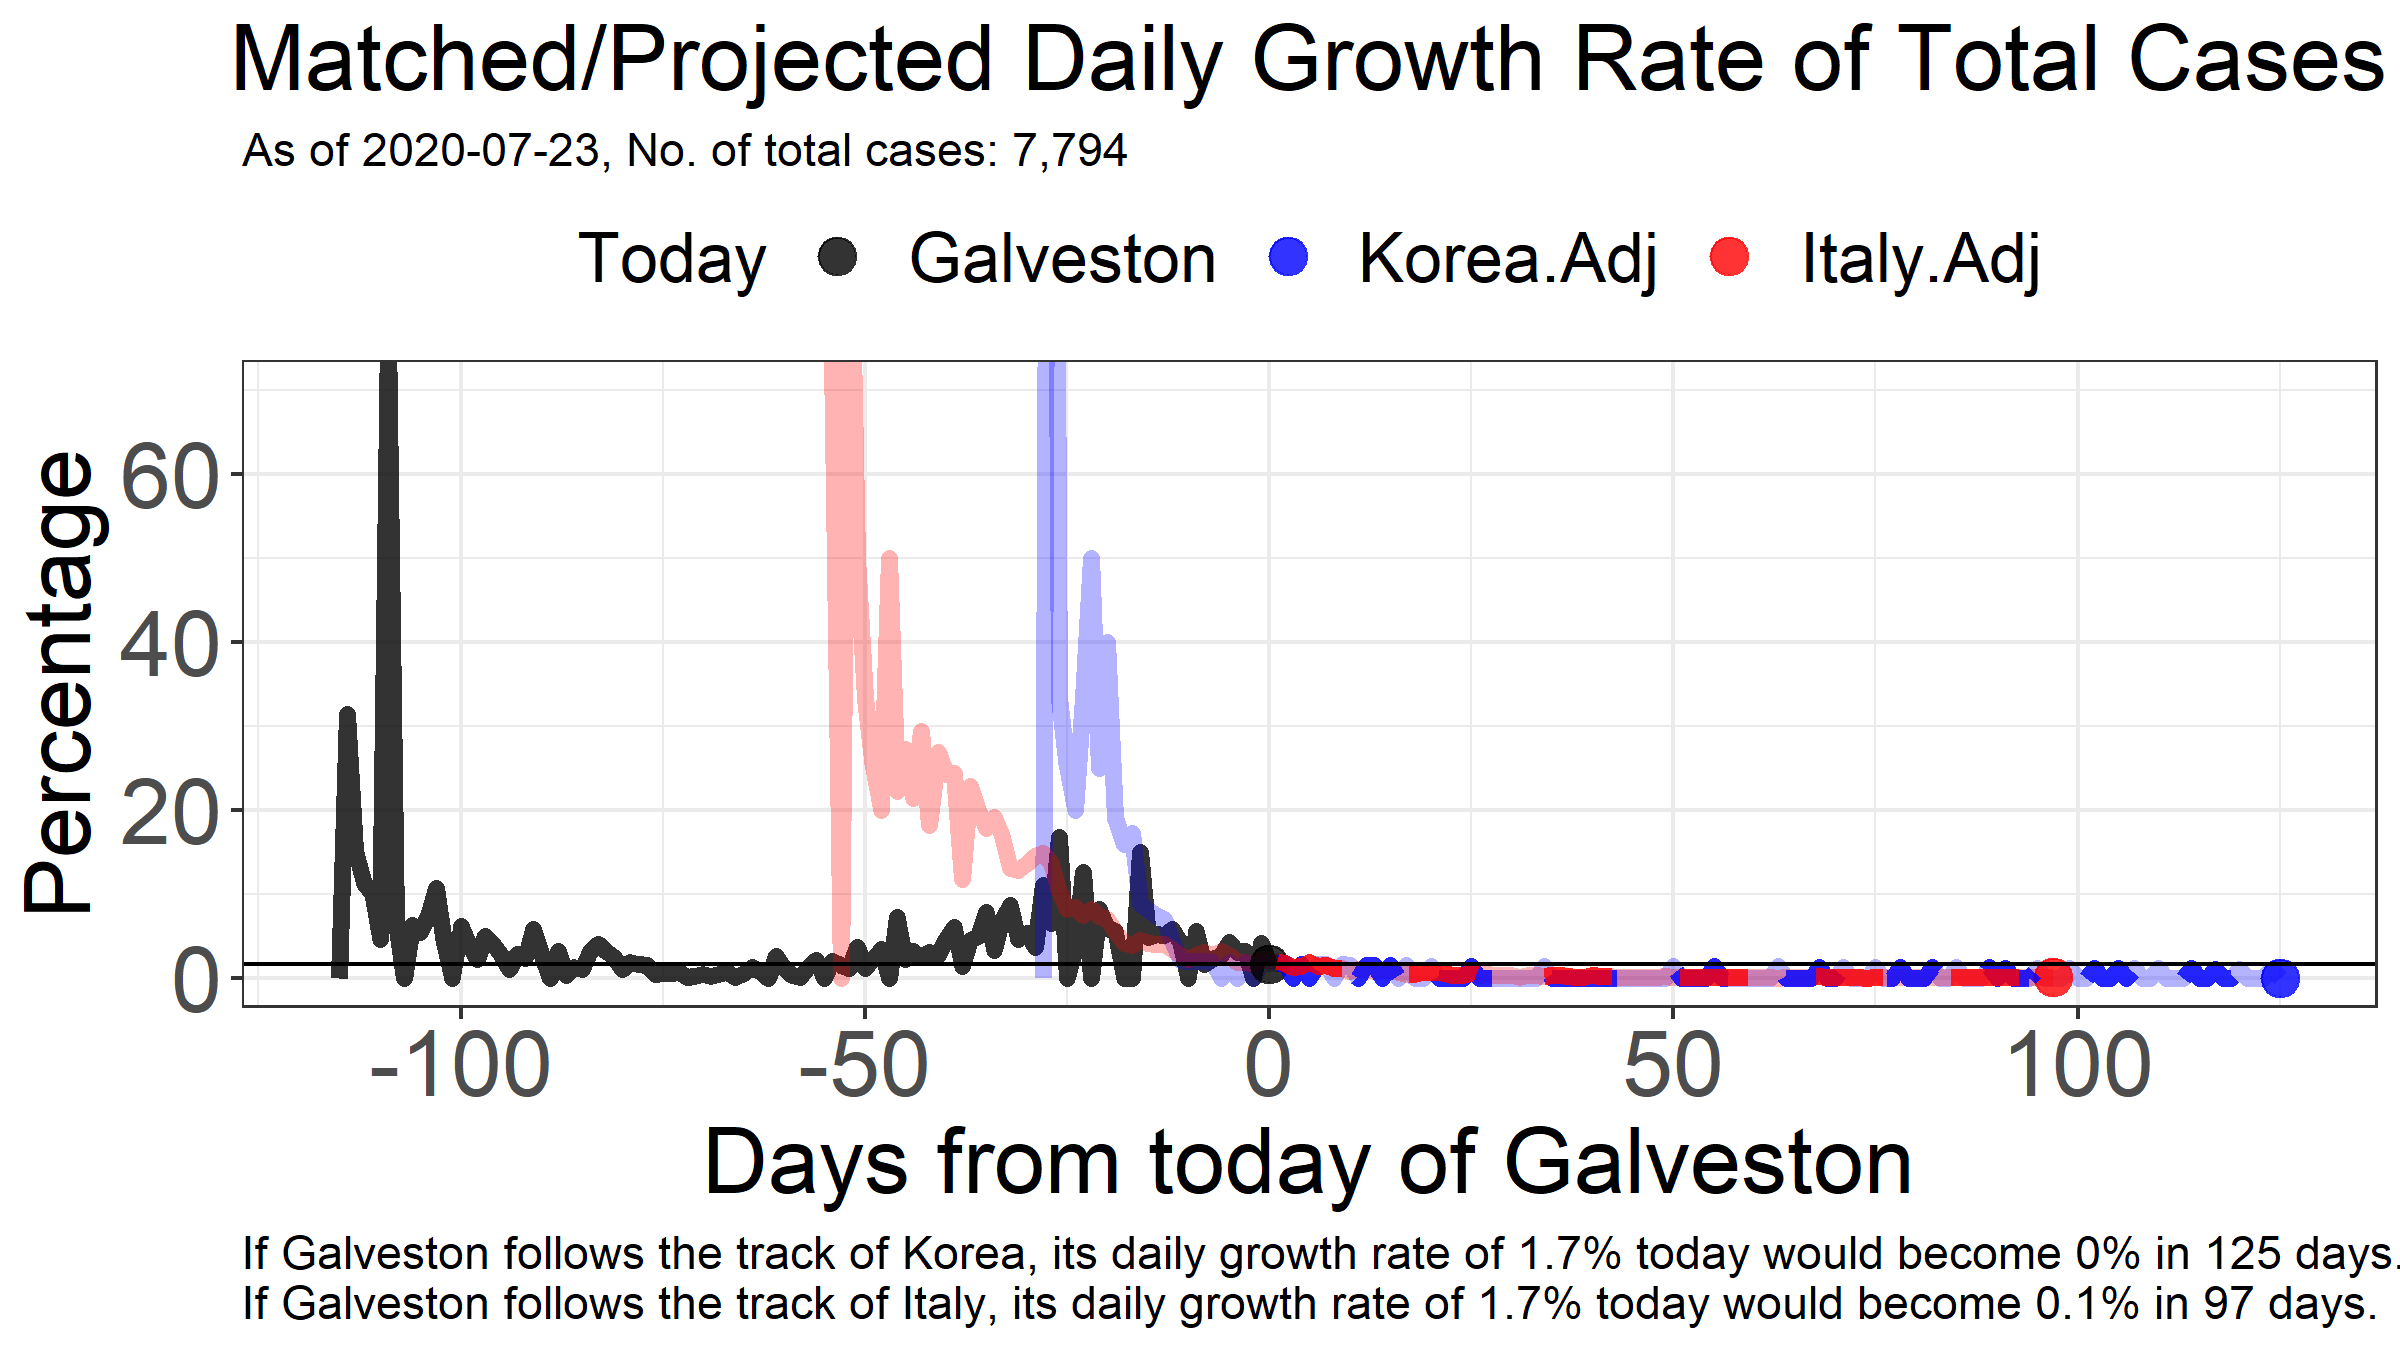 Matched/Projected Daily Growth Rate of Total Cases
As of 2020-07-23, No. of total cases: 7,794
Today Galveston Korea.Adj Italy.Adj
Percentage
60
40
20
0
-100 -50 0 50 100
Days from today of Galveston
If Galveston follows the track of Korea, its daily growth rate of 1.7% today would become 0% in 125 days.
If Galveston follows the track of Italy, its daily growth rate of 1.7% today would become 0.1% in 97 days.